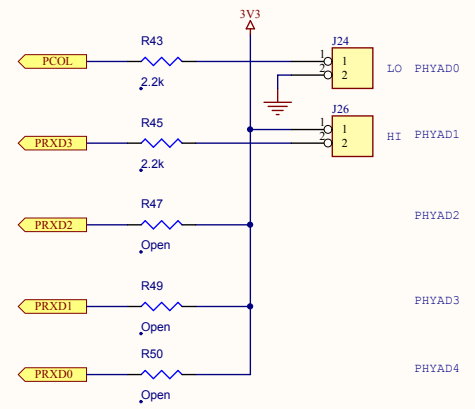 3V3
R43
J24
PCOL
1 1
2 2
LO PHYAD0
2.2k
J26
R45
1 1
2 2
HI PHYAD1
PRXD3
2.2k
R47
PHYAD2
PRXD2
Open
R49
PHYAD3
PRXD1
Open
R50
PHYAD4
PRXD0
Open